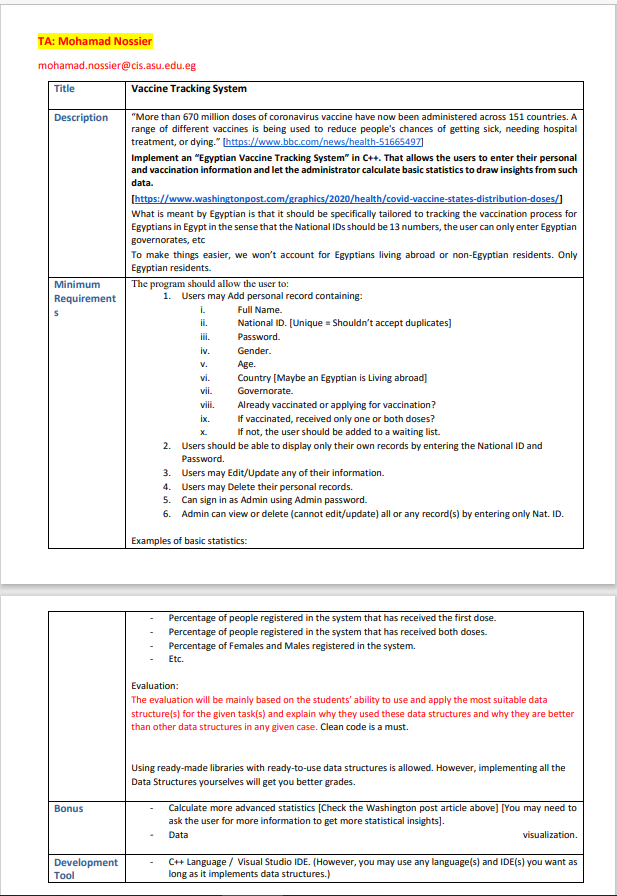 TA: Mohamad Nossier
mohamad.nossier@cis.asu.edu.eg
Title
Vaccine Tracking System
Description
“More than 670 million doses of coronavirus vaccine have now been administered across 151 countries. A
range of different vaccines is being used to reduce people's chances of getting sick, needing hospital
treatment, or dying.” [https://www.bbc.com/news/health-51665497]
Implement an “Egyptian Vaccine Tracking System” in C++. That allows the users to enter their personal
and vaccination information and let the administrator calculate basic statistics to draw insights from such
data.
[https://www.washingtonpost.com/graphics/2020/health/covid-vaccine-states-distribution-doses/]
What is meant by Egyptian is that it should be specifically tailored to tracking the vaccination process for
Egyptians in Egypt in the sense that the National IDs should be 13 numbers, the user can only enter Egyptian
governorates, etc
To make things easier, we won't account for Egyptians living abroad or non-Egyptian residents. Only
Egyptian residents.
Minimum
Requirement
s
The program should allow the user to:
1. Users may Add personal record containing:
i. Full Name.
ii. National ID. [Unique = Shouldn't accept duplicates]
iii. Password.
iv. Gender.
v. Age.
vi. Country [Maybe an Egyptian is Living abroad]
vii. Governorate.
viii. Already vaccinated or applying for vaccination?
ix. If vaccinated, received only one or both doses?
x. If not, the user should be added to a waiting list.
2. Users should be able to display only their own records by entering the National ID and
Password.
3. Users may Edit/Update any of their information.
4. Users may Delete their personal records.
5. Can sign in as Admin using Admin password.
6. Admin can view or delete (cannot edit/update) all or any record(s) by entering only Nat. ID.
Examples of basic statistics:
- Percentage of people registered in the system that has received the first dose.
- Percentage of people registered in the system that has received both doses.
- Percentage of Females and Males registered in the system.
- Etc.
Evaluation:
The evaluation will be mainly based on the students' ability to use and apply the most suitable data
structure(s) for the given task(s) and explain why they used these data structures and why they are better
than other data structures in any given case. Clean code is a must.
Using ready-made libraries with ready-to-use data structures is allowed. However, implementing all the
Data Structures yourselves will get you better grades.
Bonus
- Calculate more advanced statistics [Check the Washington post article above] [You may need to
ask the user for more information to get more statistical insights].
- Data visualization.
Development
Tool
- C++ Language / Visual Studio IDE. (However, you may use any language(s) and IDE(s) you want as
long as it implements data structures.)